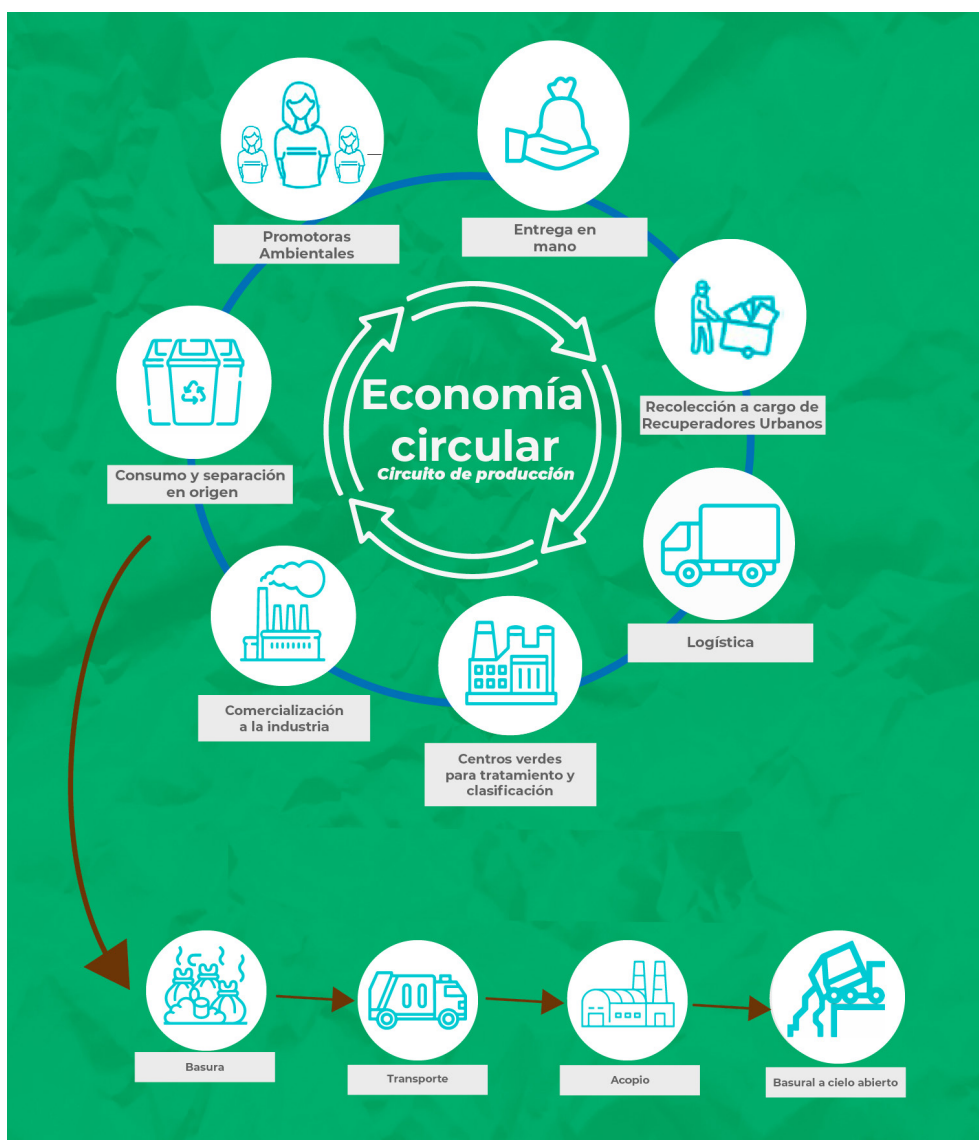 Promotoras
Ambientales
Entrega en
mano
Recolección a cargo de
Recuperadores Urbanos
Economía
circular
Circuito de producción
Consumo y separación
en origen
Logística
Comercialización
a la industria
Centros verdes
para tratamiento y
clasificación
Basura
Transporte
Acopio
Basural a cielo abierto